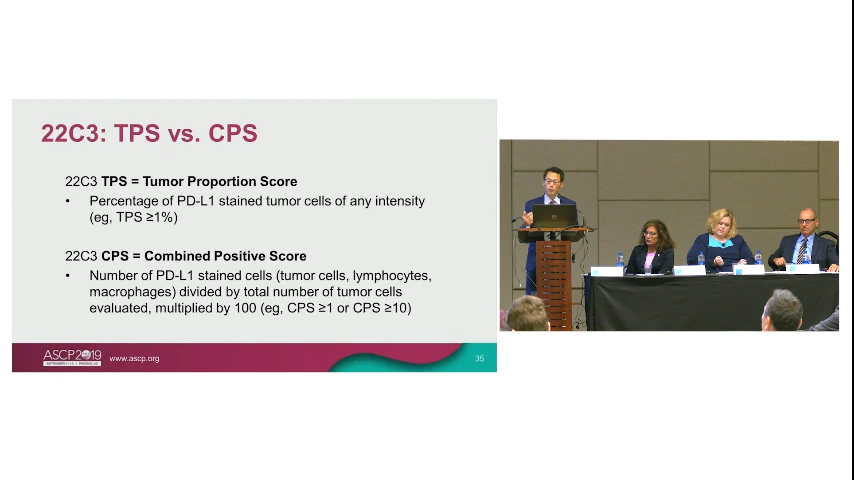 22C3: TPS vs. CPS
22C3 TPS = Tumor Proportion Score
• Percentage of PD-L1 stained tumor cells of any intensity
(eg, TPS ≥1%)
22C3 CPS = Combined Positive Score
• Number of PD-L1 stained cells (tumor cells, lymphocytes,
macrophages) divided by total number of tumor cells
evaluated, multiplied by 100 (eg, CPS ≥1 or CPS ≥10)
ASCP2019
www.ascp.org
35